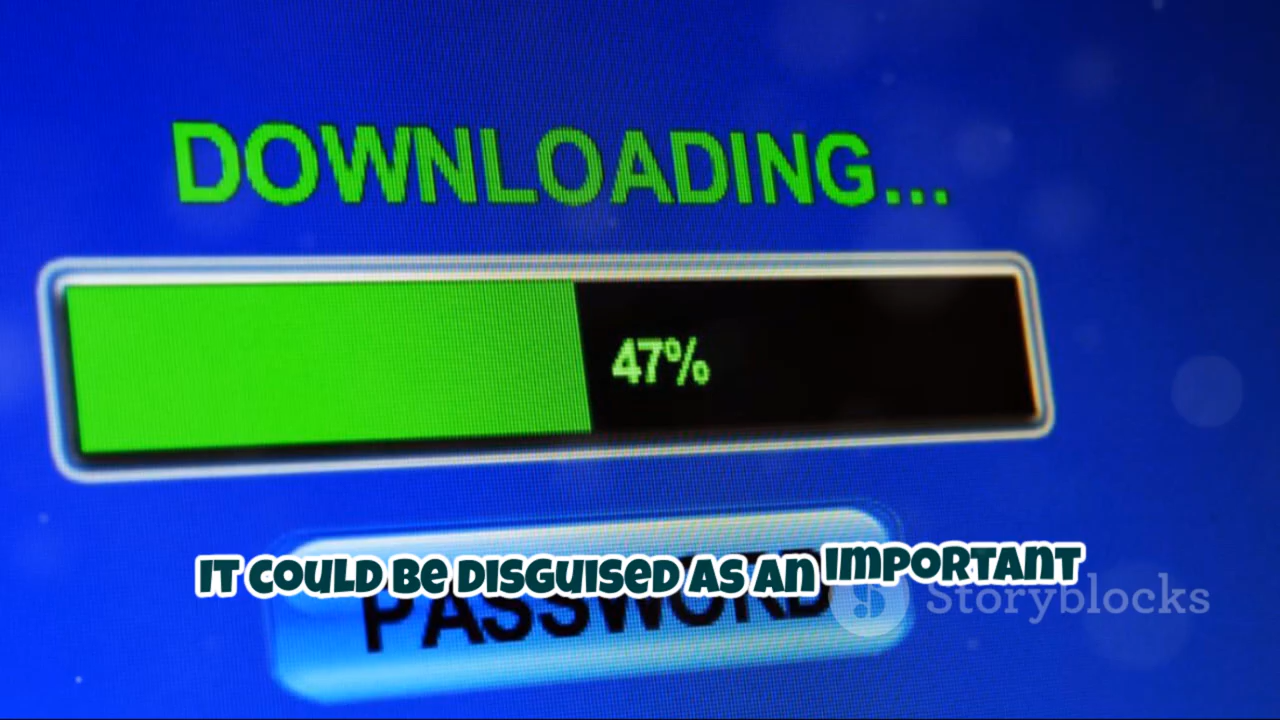 DOWNLOADING...
47%
IT COULD BE DISGUISED AS AN IMPORTANT
PASSWORD
Storyblocks